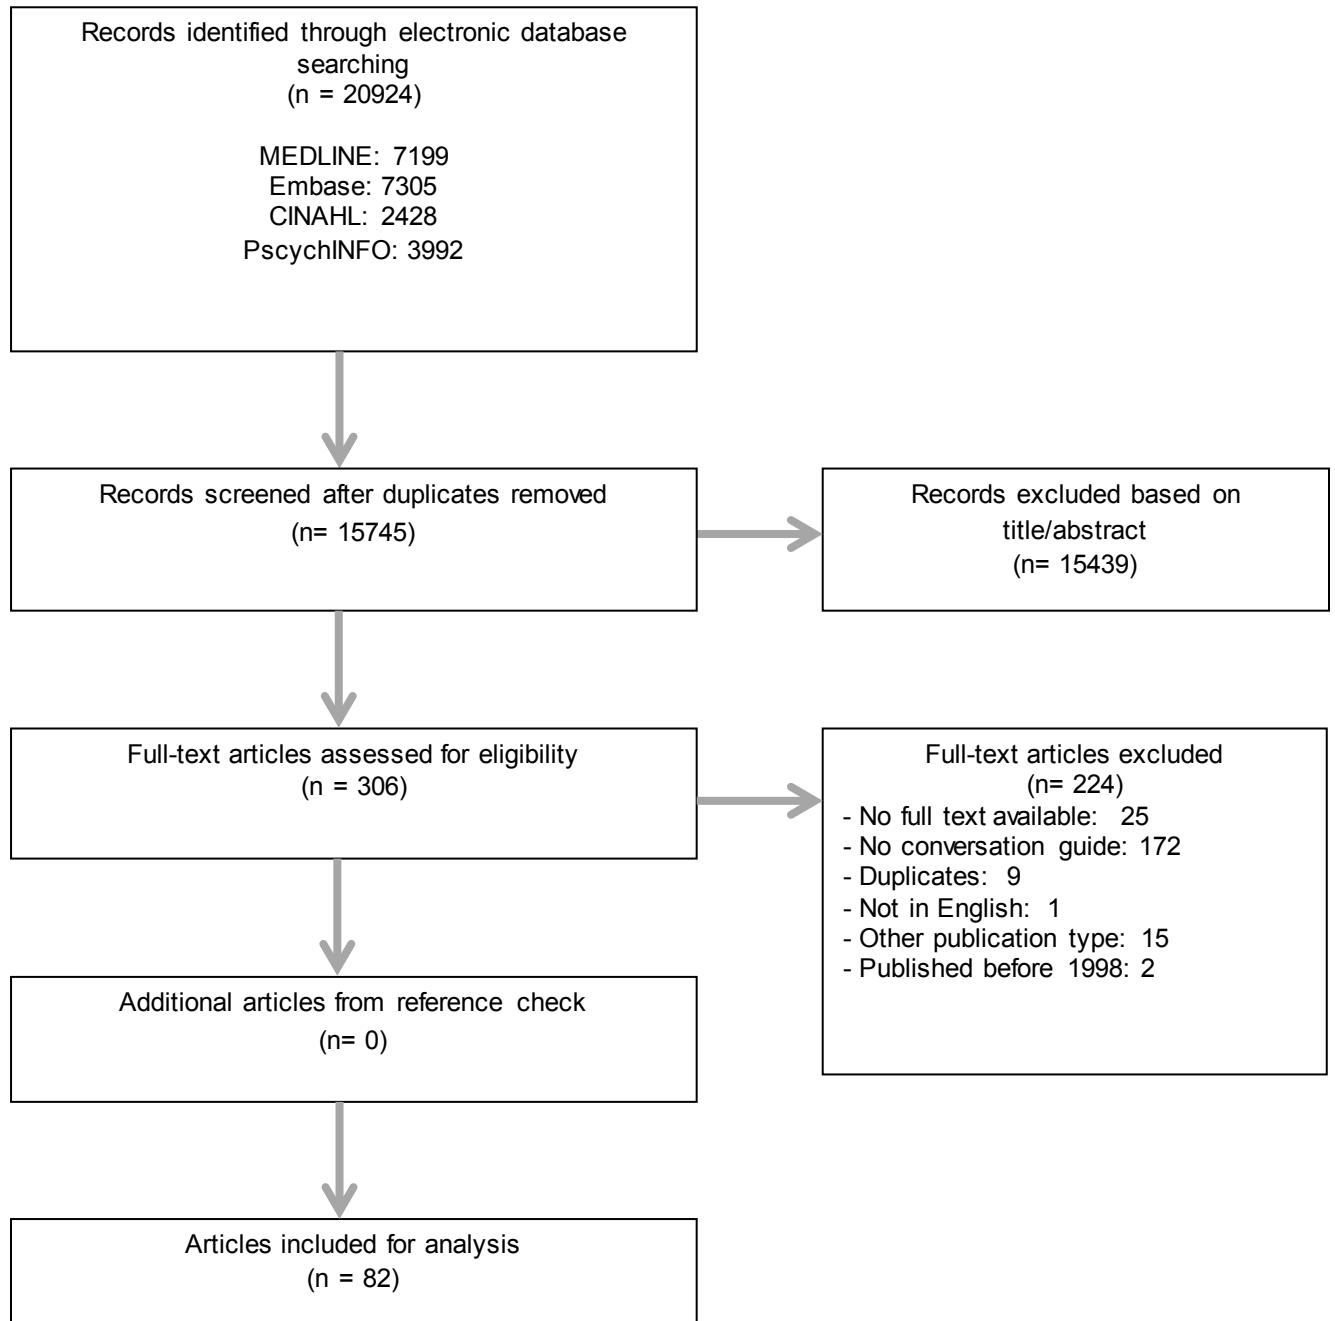 Records identified through electronic database
searching
(n = 20924)
MEDLINE: 7199
Embase: 7305
CINAHL: 2428
PscychINFO: 3992
Records screened after duplicates removed
(n= 15745)
Records excluded based on
title/abstract
(n= 15439)
Full-text articles assessed for eligibility
(n = 306)
Full-text articles excluded
(n= 224)
- No full text available: 25
- No conversation guide: 172
- Duplicates: 9
- Not in English: 1
- Other publication type: 15
- Published before 1998: 2
Additional articles from reference check
(n= 0)
Articles included for analysis
(n = 82)